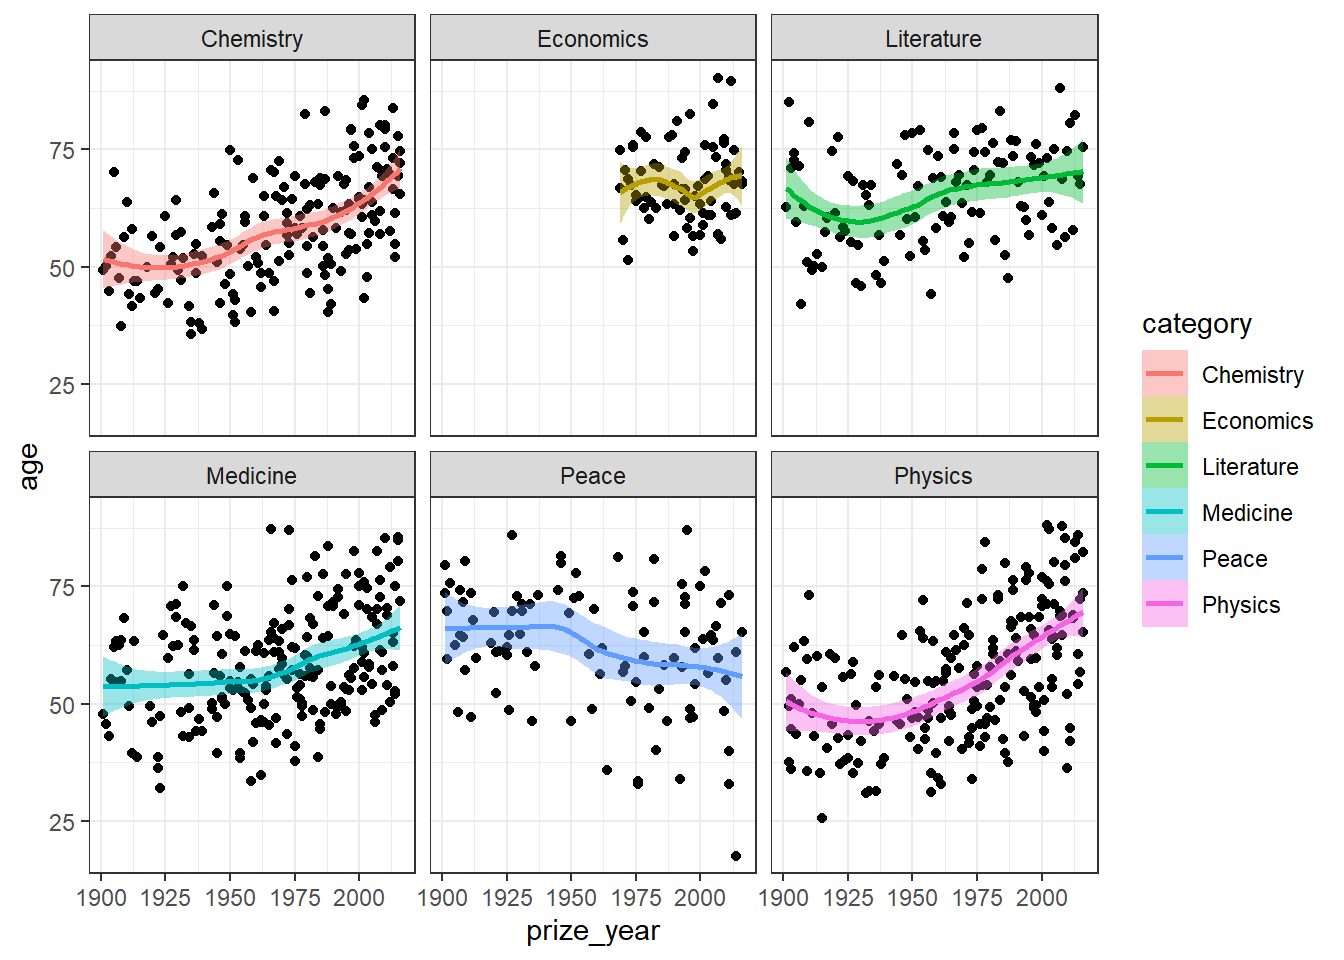 Chemistry Economics Literature
75
50
25
Medicine Peace Physics
75
50
25
1900 1925 1950 1975 2000 1900 1925 1950 1975 2000 1900 1925 1950 1975 2000
prize_year
age
category
Chemistry
Economics
Literature
Medicine
Peace
Physics